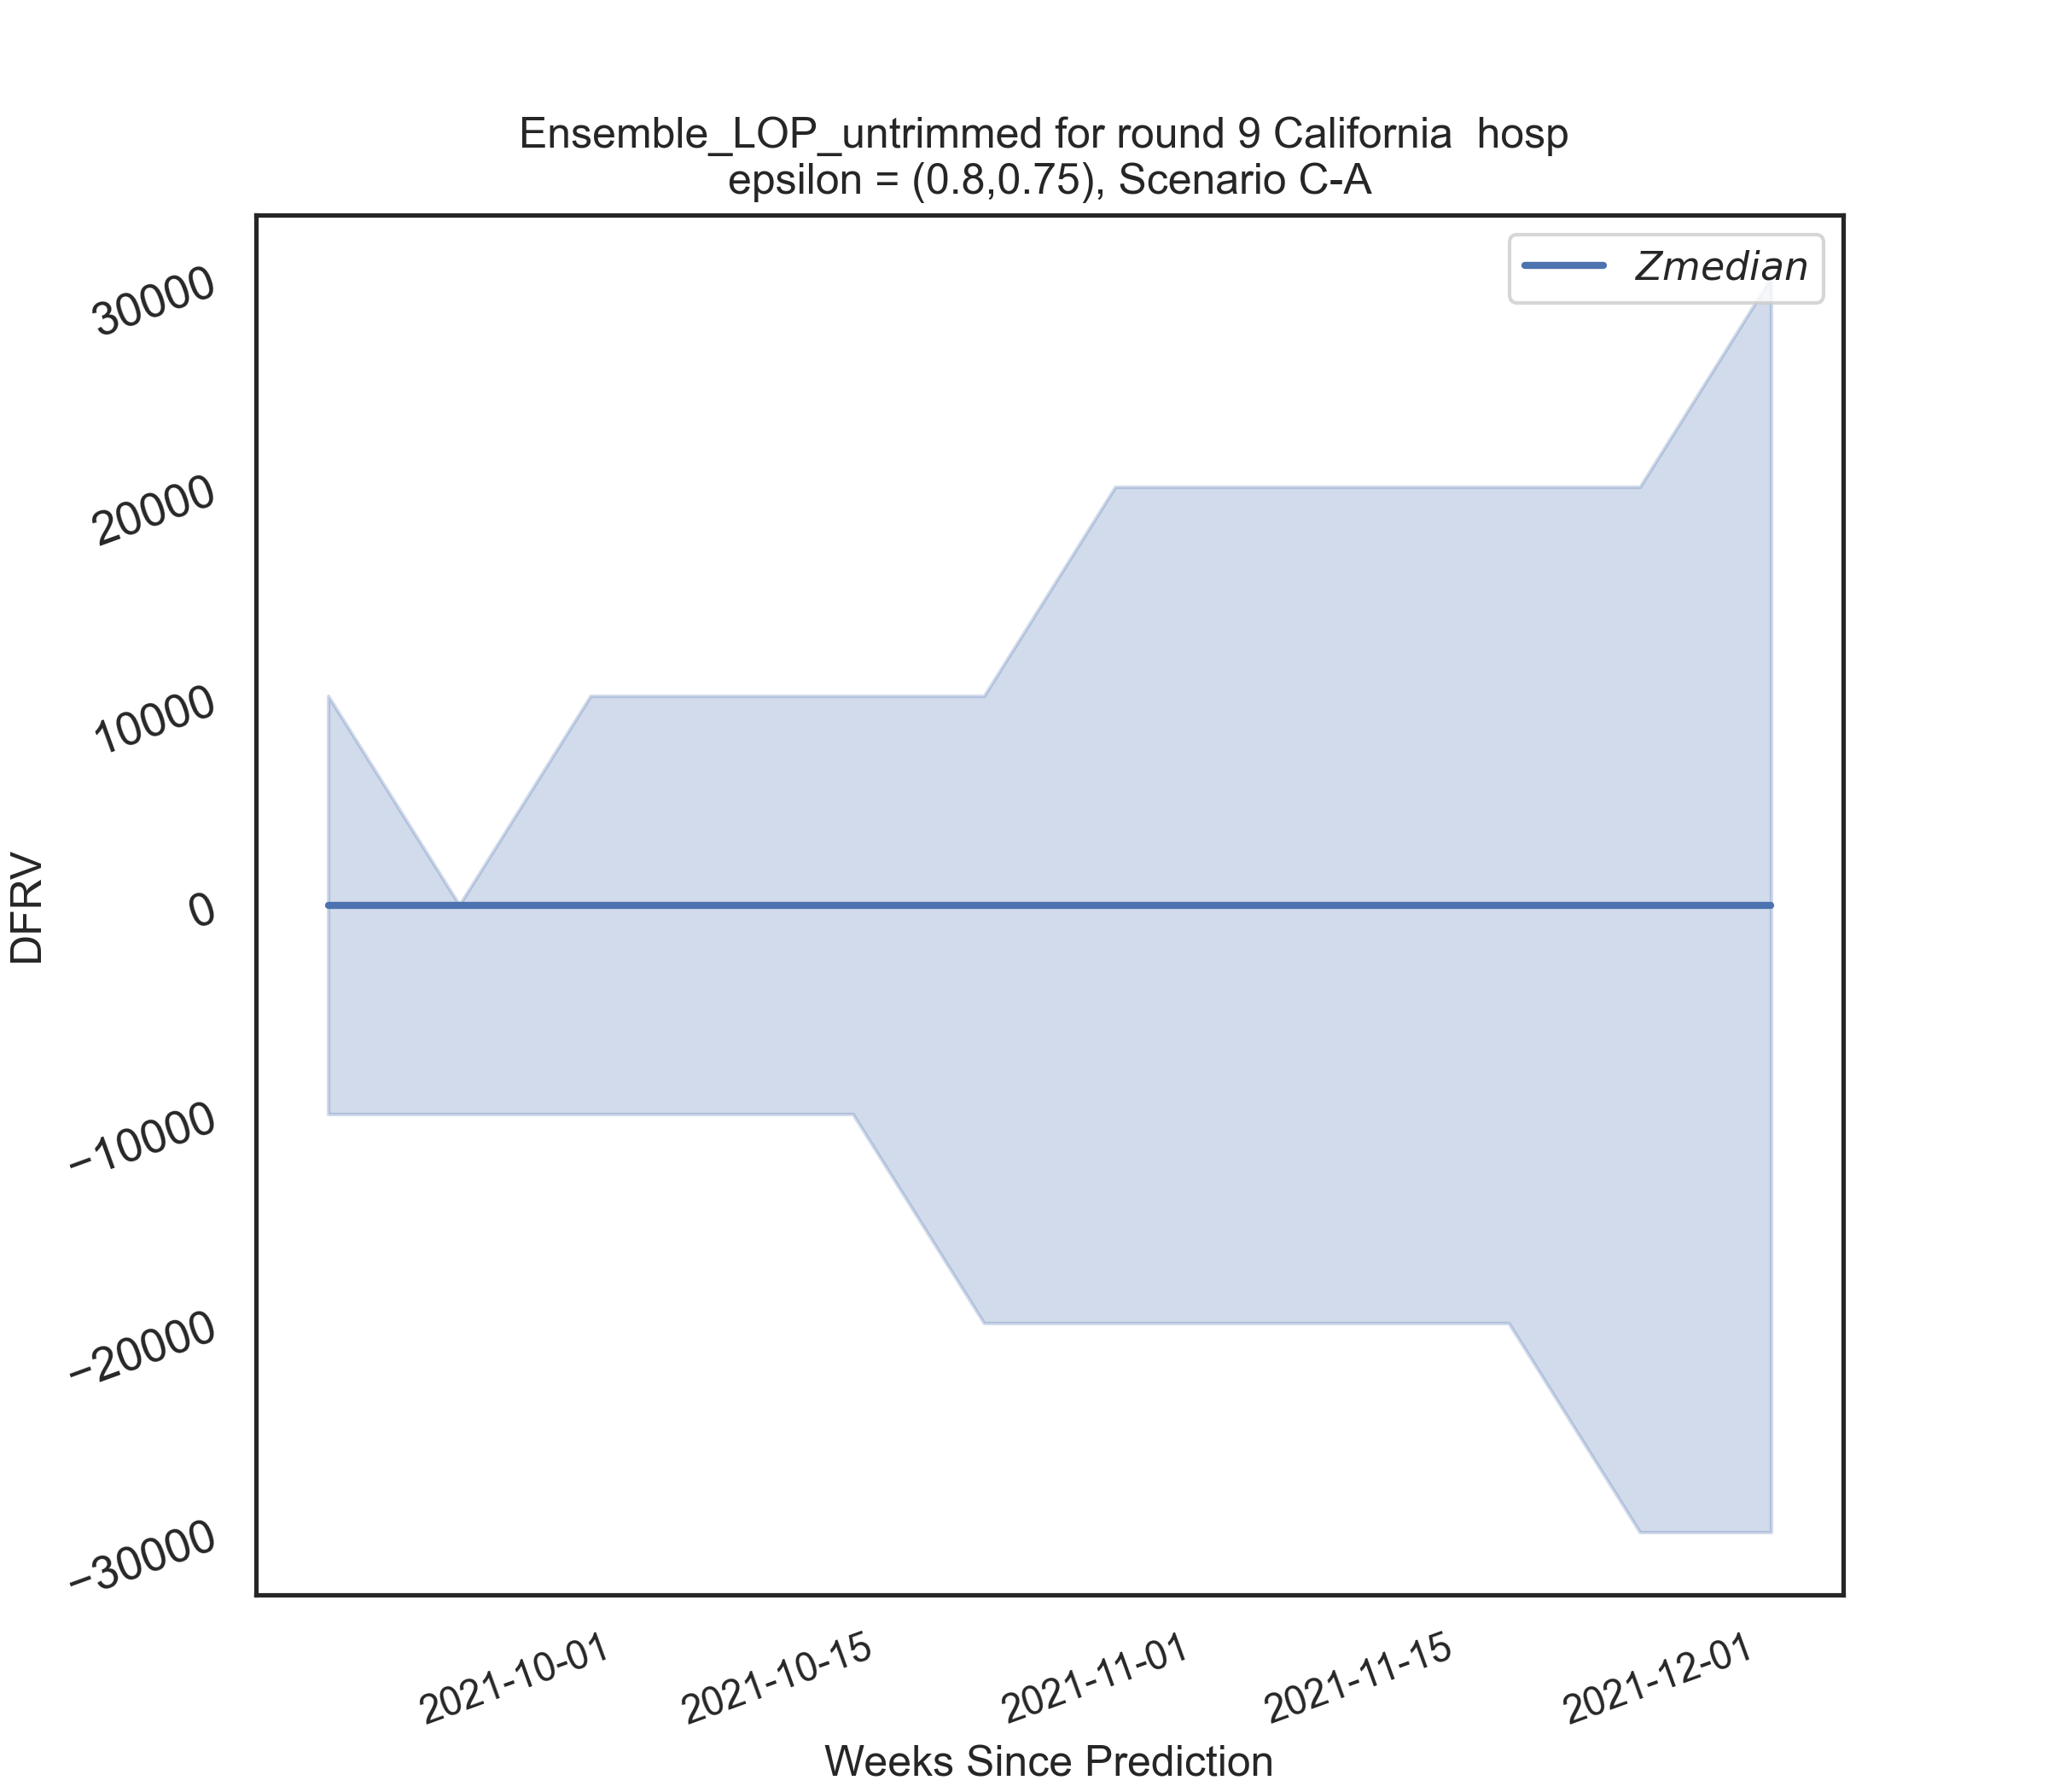 Ensemble_LOP_untrimmed for round 9 California  hosp
epsilon = (0.8,0.75), Scenario C-A
Zmedian
30000
20000
10000
0
−10000
−20000
−30000
DFRV
2021-10-01
2021-10-15
2021-11-01
2021-11-15
2021-12-01
Weeks Since Prediction